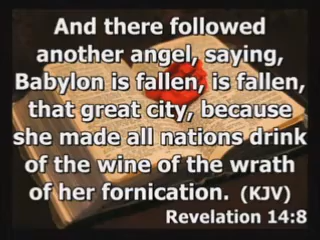 And there followed
another angel, saying,
Babylon is fallen, is fallen,
that great city, because
she made all nations drink
of the wine of the wrath
of her fornication. (KJV)
Revelation 14:8